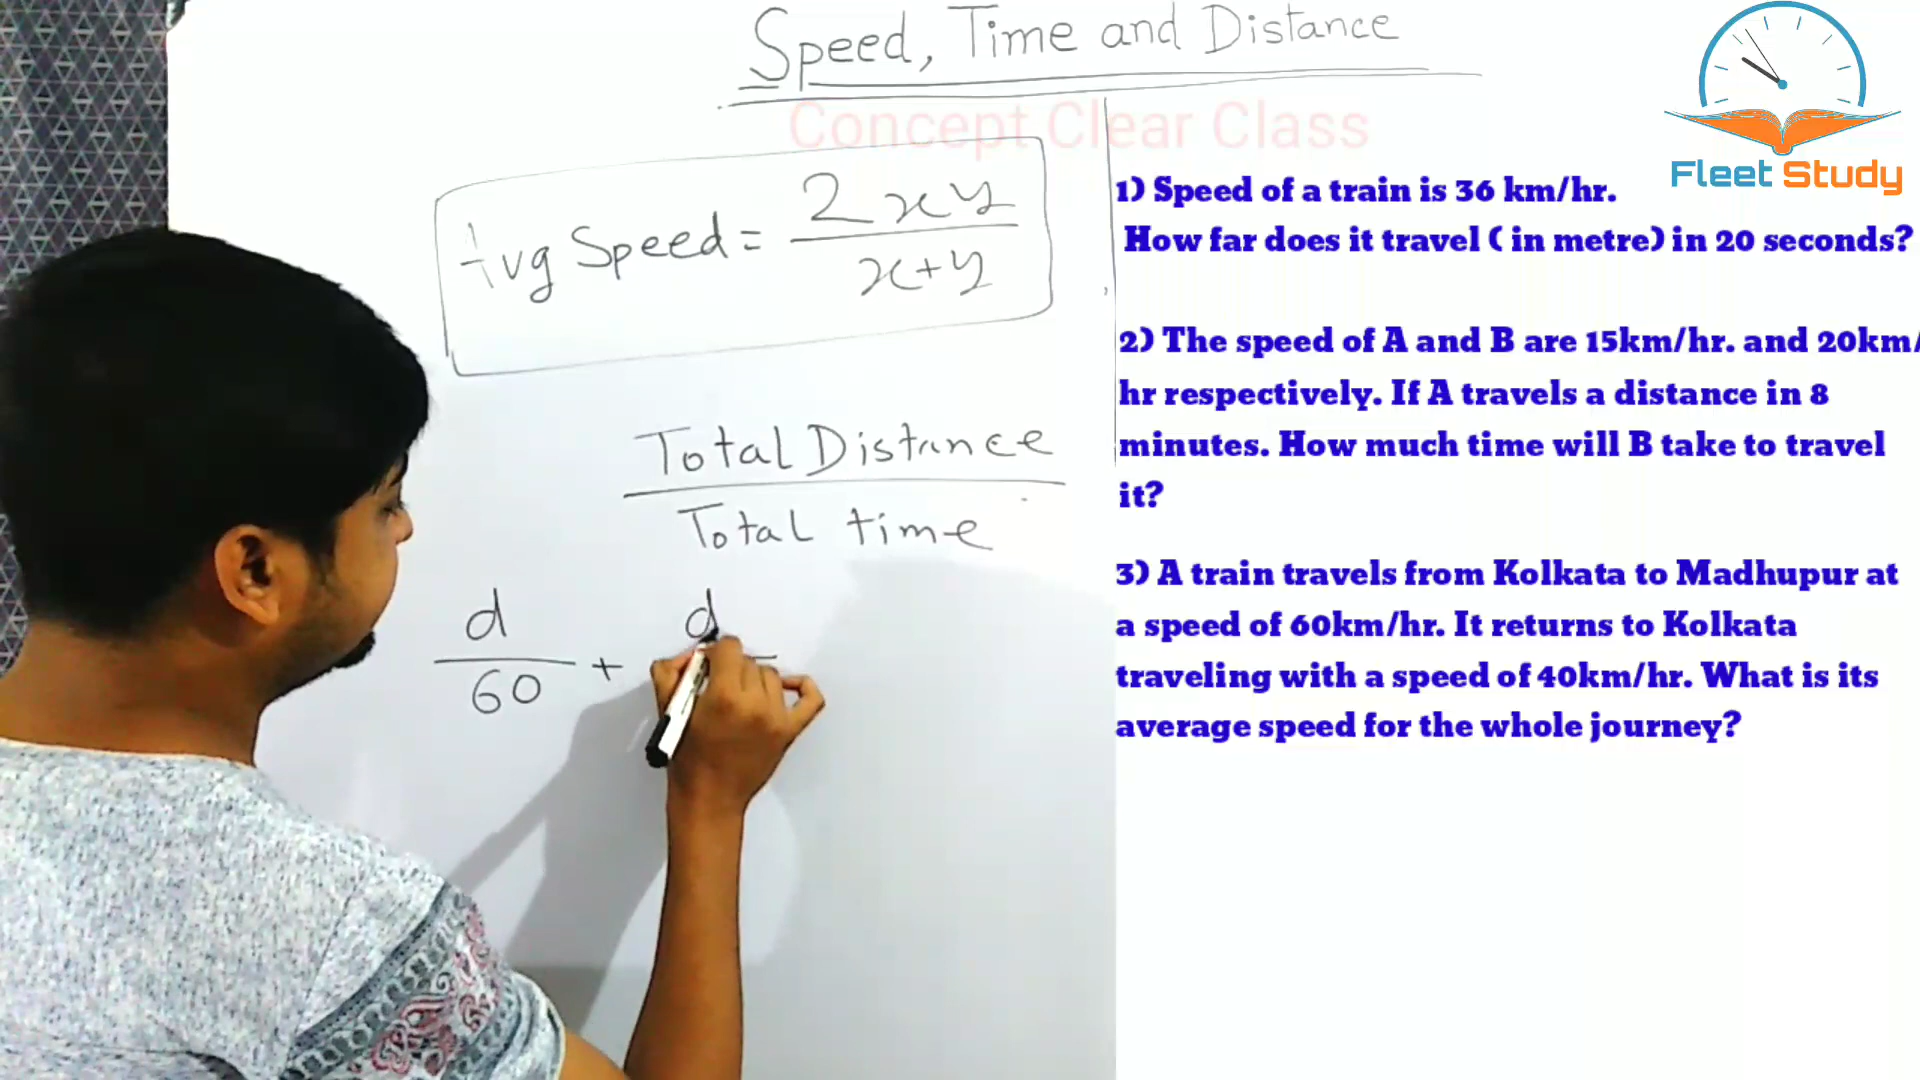 Speed, Time and Distance
Concept Clear Class
Avg Speed = 2xy
x+y
Total Distance
Total time
d
60
+
d
Fleet Study
1) Speed of a train is 36 km/hr.
How far does it travel ( in metre) in 20 seconds?
2) The speed of A and B are 15km/hr. and 20km/
hr respectively. If A travels a distance in 8
minutes. How much time will B take to travel
it?
3) A train travels from Kolkata to Madhupur at
a speed of 60km/hr. It returns to Kolkata
traveling with a speed of 40km/hr. What is its
average speed for the whole journey?